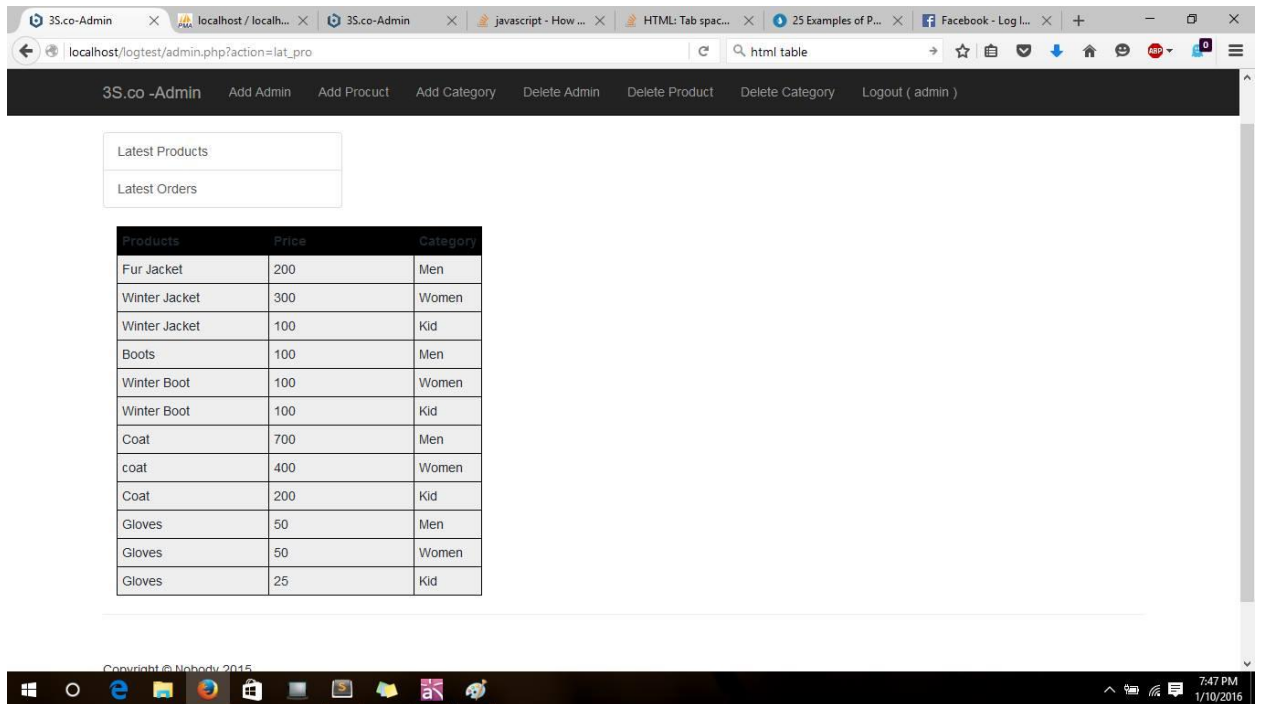 3S.co-Admin
localhost / localh...
3S.co-Admin
javascript - How ...
HTML: Tab spac...
25 Examples of P...
Facebook - Log I...
localhost/logtest/admin.php?action=lat_pro
html table
ABP
0
3S.co -Admin Add Admin Add Procuct Add Category Delete Admin Delete Product Delete Category Logout ( admin )
Latest Products
Latest Orders
Products Price Category
Fur Jacket 200 Men
Winter Jacket 300 Women
Winter Jacket 100 Kid
Boots 100 Men
Winter Boot 100 Women
Winter Boot 100 Kid
Coat 700 Men
coat 400 Women
Coat 200 Kid
Gloves 50 Men
Gloves 50 Women
Gloves 25 Kid
Copyright © Nobody 2015
7:47 PM
1/10/2016